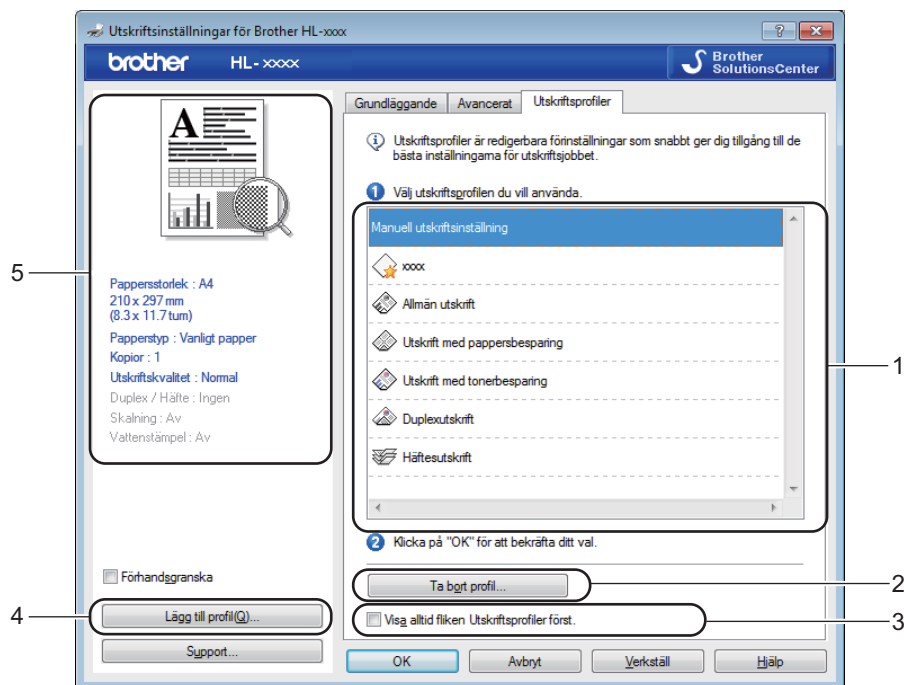 Utskriftsinställningar för Brother HL-xxxx
brother HL- xxxx
Brother
SolutionsCenter
A
Pappersstorlek : A4
210 x 297 mm
(8.3 x 11.7 tum)
Papperstyp : Vanligt papper
Kopior : 1
Utskriftskvalitet : Normal
Duplex / Häfte : Ingen
Skalning : Av
Vattenstämpel : Av
Förhandsgranska
Lägg till profil(Q)...
Support...
Grundläggande Avancerat Utskriftsprofiler
Utskriftsprofiler är redigerbara förinställningar som snabbt ger dig tillgång till de
bästa inställningarna för utskriftsjobbet.
1 Välj utskriftsprofilen du vill använda.
Manuell utskriftsinställning
xxxx
Allmän utskrift
Utskrift med pappersbesparing
Utskrift med tonerbesparing
Duplexutskrift
Häftesutskrift
2 Klicka på "OK" för att bekräfta ditt val.
Ta bort profil...
Visa alltid fliken Utskriftsprofiler först.
OK Avbryt Verkställ Hjälp
1
2
3
4
5